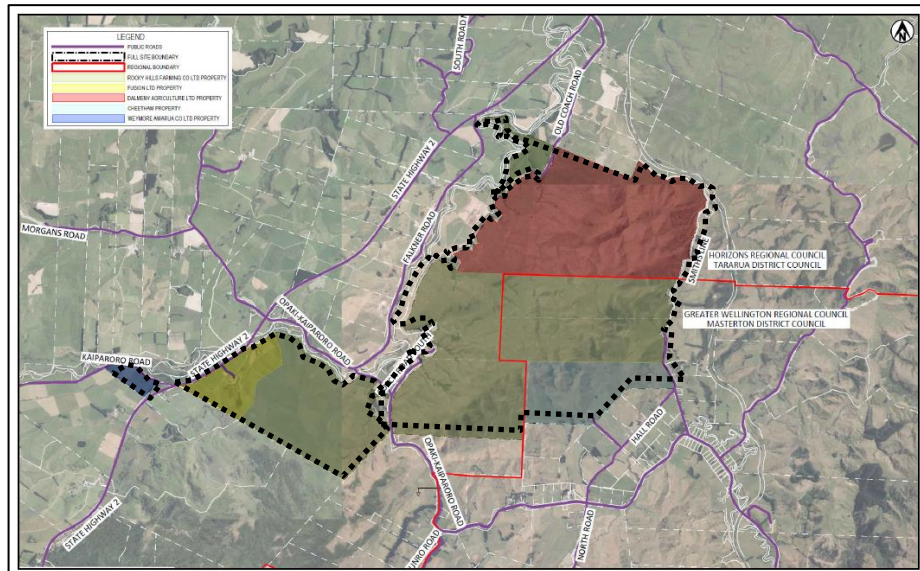 LEGEND
PUBLIC ROADS
FULL SITE BOUNDARY
REGIONAL BOUNDARY
ROCKY HILLS FARMING CO LTD PROPERTY
FUSION LTD PROPERTY
DALMENY AGRICULTURE LTD PROPERTY
CHEETHAM PROPERTY
WEYMORE AWARUA CO LTD PROPERTY
SOUTH ROAD
OLD COACH ROAD
STATE HIGHWAY 2
FALKNER ROAD
MORGANS ROAD
SMITHS LINE
HORIZONS REGIONAL COUNCIL
TARARUA DISTRICT COUNCIL
GREATER WELLINGTON REGIONAL COUNCIL
MASTERTON DISTRICT COUNCIL
OPAKI-KAIPARORO ROAD
KAIPARORO ROAD
STATE HIGHWAY 2
HALL ROAD
OPAKI-KAIPARORO ROAD
STATE HIGHWAY 2
NORTH ROAD